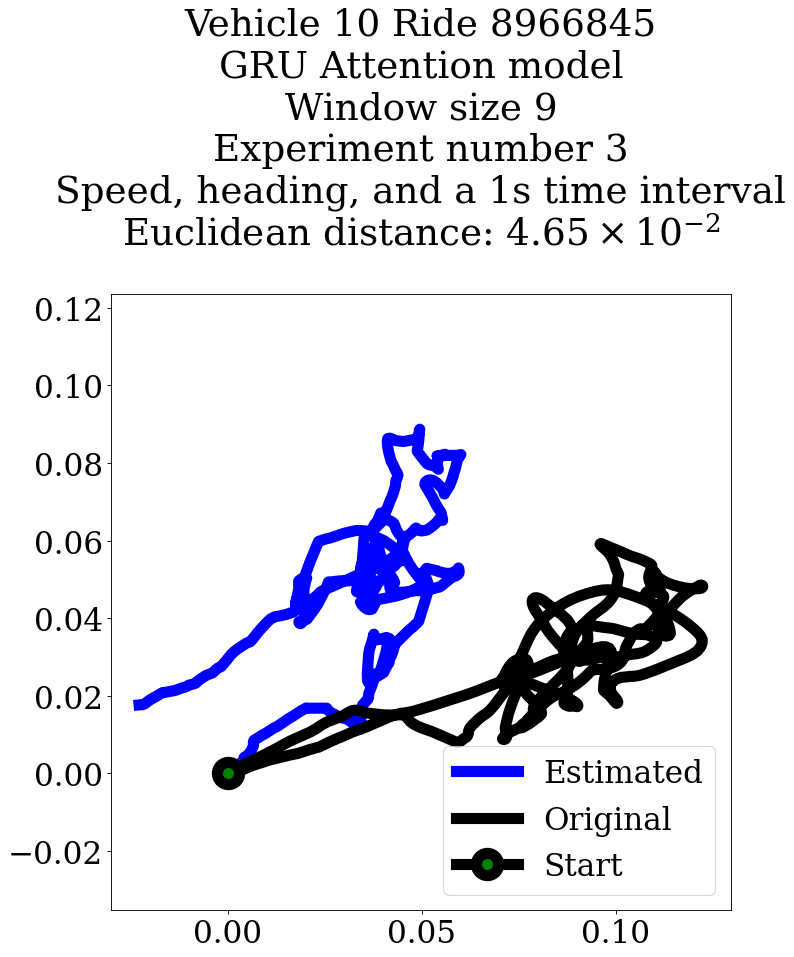 Vehicle 10 Ride 8966845
GRU Attention model
Window size 9
Experiment number 3
Speed, heading, and a 1s time interval
Euclidean distance: 4.65 × 10⁻²
0.12
0.10
0.08
0.06
0.04
0.02
0.00
−0.02
Estimated
Original
Start
0.00 0.05 0.10